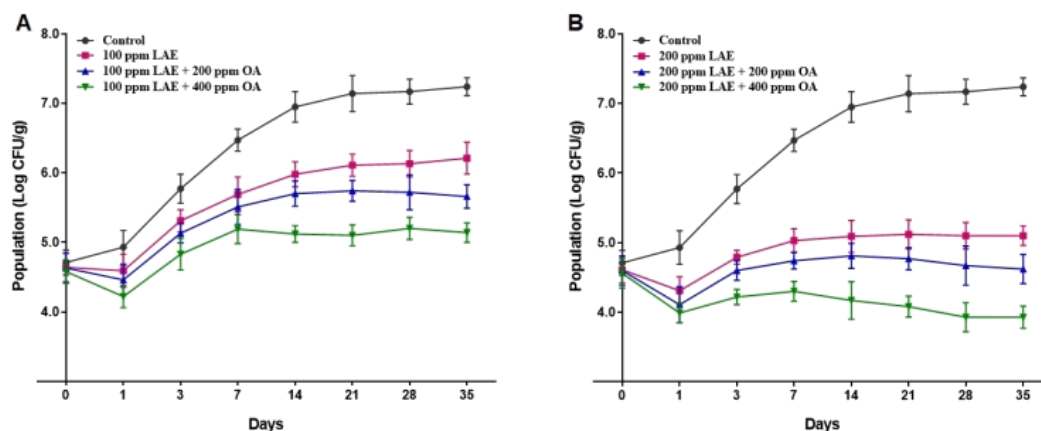 A
8.0
7.0
6.0
5.0
4.0
Population (Log CFU/g)
Control
100 ppm LAE
100 ppm LAE + 200 ppm OA
100 ppm LAE + 400 ppm OA
0 1 3 7 14 21 28 35
Days
B
8.0
7.0
6.0
5.0
4.0
Population (Log CFU/g)
Control
200 ppm LAE
200 ppm LAE + 200 ppm OA
200 ppm LAE + 400 ppm OA
0 1 3 7 14 21 28 35
Days